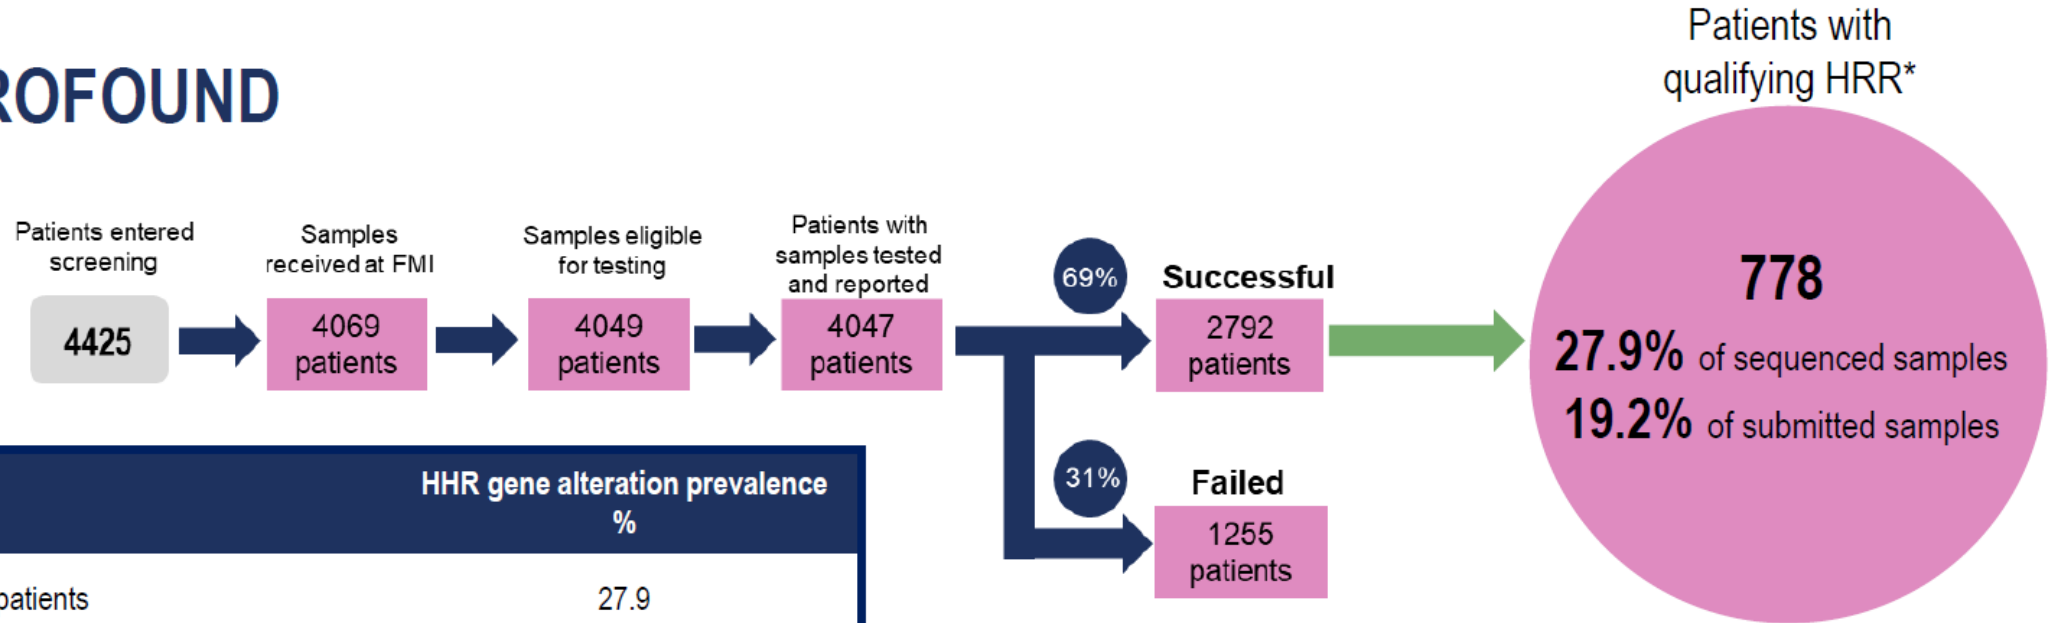 ROFOUND
Patients with
qualifying HRR*
Patients entered
screening
4425
Samples
received at FMI
4069
patients
Samples eligible
for testing
4049
patients
Patients with
samples tested
and reported
4047
patients
69%
Successful
2792
patients
31%
Failed
1255
patients
778
27.9% of sequenced samples
19.2% of submitted samples
HHR gene alteration prevalence
%
patients
27.9